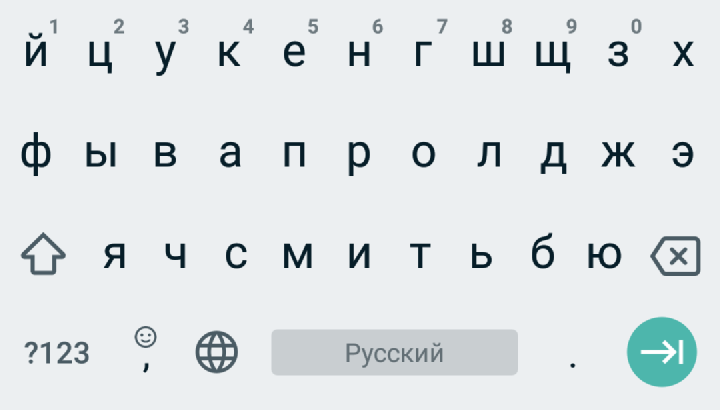 1 2 3 4 5 6 7 8 9 0
й ц у к е н г ш щ з х
ф ы в а п р о л д ж э
я ч с м и т ь б ю
?123 , Русский .